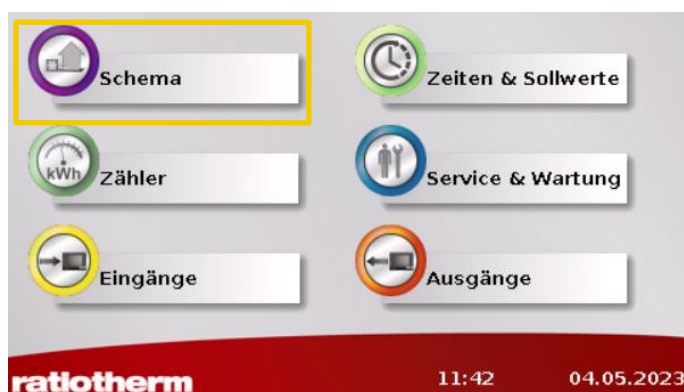 Schema
Zeiten & Sollwerte
kWh
Zähler
Service & Wartung
Eingänge
Ausgänge
ratiotherm
11:42
04.05.2023